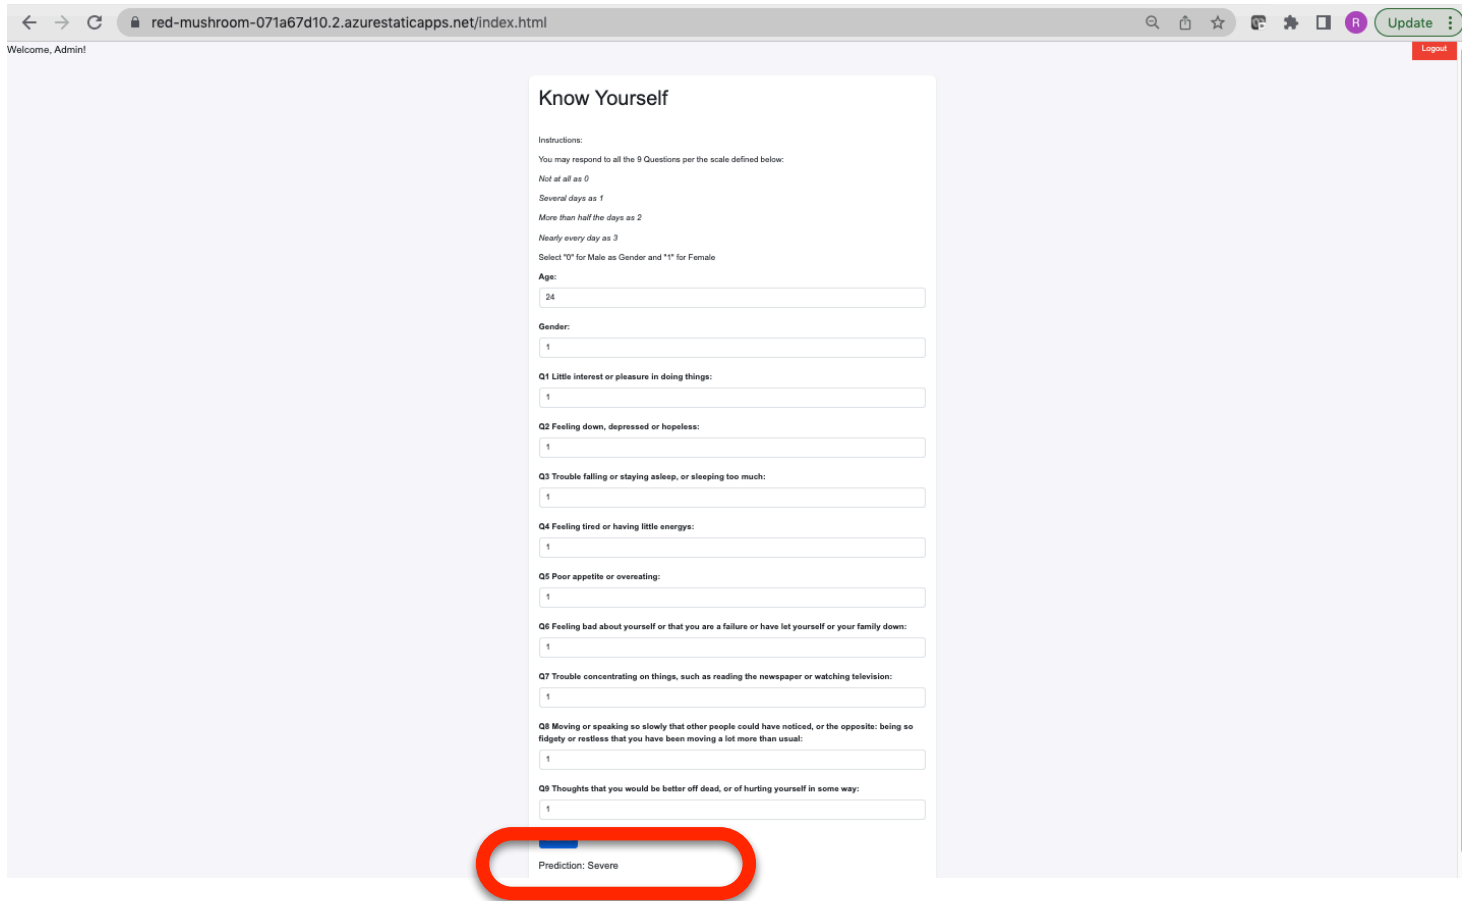 red-mushroom-071a67d10.2.azurestaticapps.net/index.html
R
Update
Welcome, Admin!
Logout
Know Yourself
Instructions:
You may respond to all the 9 Questions per the scale defined below:
Not at all as 0
Several days as 1
More than half the days as 2
Nearly every day as 3
Select "0" for Male as Gender and "1" for Female
Age:
24
Gender:
1
Q1 Little interest or pleasure in doing things:
1
Q2 Feeling down, depressed or hopeless:
1
Q3 Trouble falling or staying asleep, or sleeping too much:
1
Q4 Feeling tired or having little energys:
1
Q5 Poor appetite or overeating:
1
Q6 Feeling bad about yourself or that you are a failure or have let yourself or your family down:
1
Q7 Trouble concentrating on things, such as reading the newspaper or watching television:
1
Q8 Moving or speaking so slowly that other people could have noticed, or the opposite: being so
fidgety or restless that you have been moving a lot more than usual:
1
Q9 Thoughts that you would be better off dead, or of hurting yourself in some way:
1
Prediction: Severe